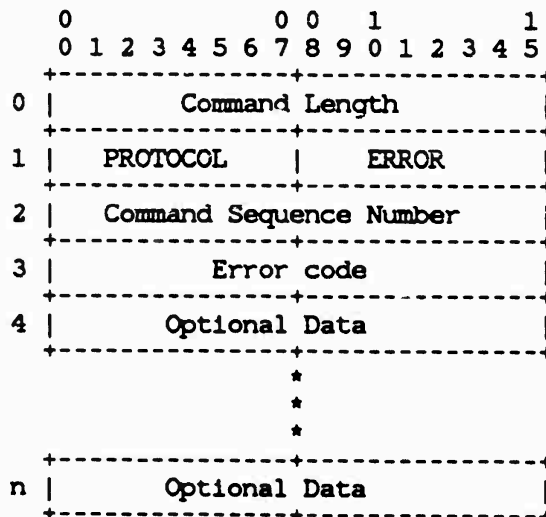 0             0 0   1         1
0 1 2 3 4 5 6 7 8 9 0 1 2 3 4 5
+---------------+---------------+
0 | Command Length |
+---------------+---------------+
1 | PROTOCOL | ERROR |
+---------------+---------------+
2 | Command Sequence Number |
+---------------+---------------+
3 | Error code |
+---------------+---------------+
4 | Optional Data |
+---------------+---------------+
*
*
*
+---------------+---------------+
n | Optional Data |
+---------------+---------------+